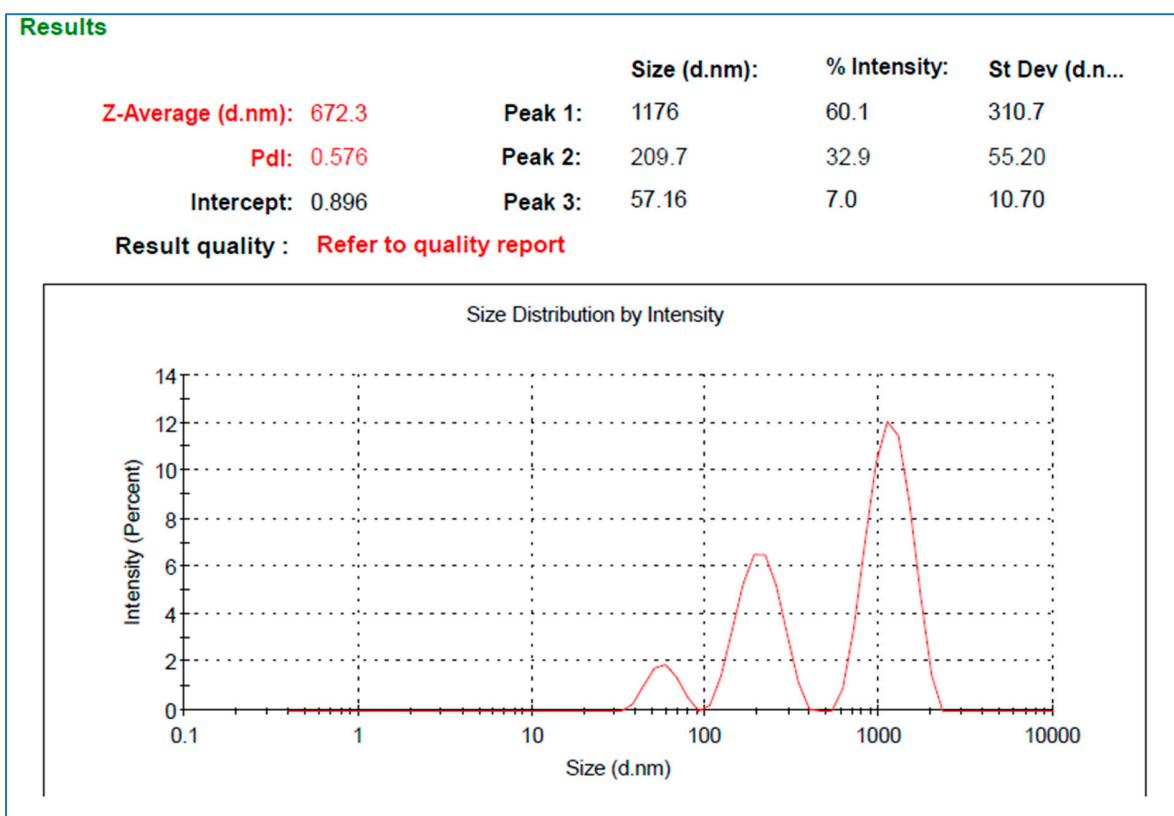 Results
Size (d.nm): % Intensity: St Dev (d.n...
Z-Average (d.nm): 672.3 Peak 1: 1176 60.1 310.7
PdI: 0.576 Peak 2: 209.7 32.9 55.20
Intercept: 0.896 Peak 3: 57.16 7.0 10.70
Result quality : Refer to quality report
Size Distribution by Intensity
Intensity (Percent)
14
12
10
8
6
4
2
0
0.1 1 10 100 1000 10000
Size (d.nm)